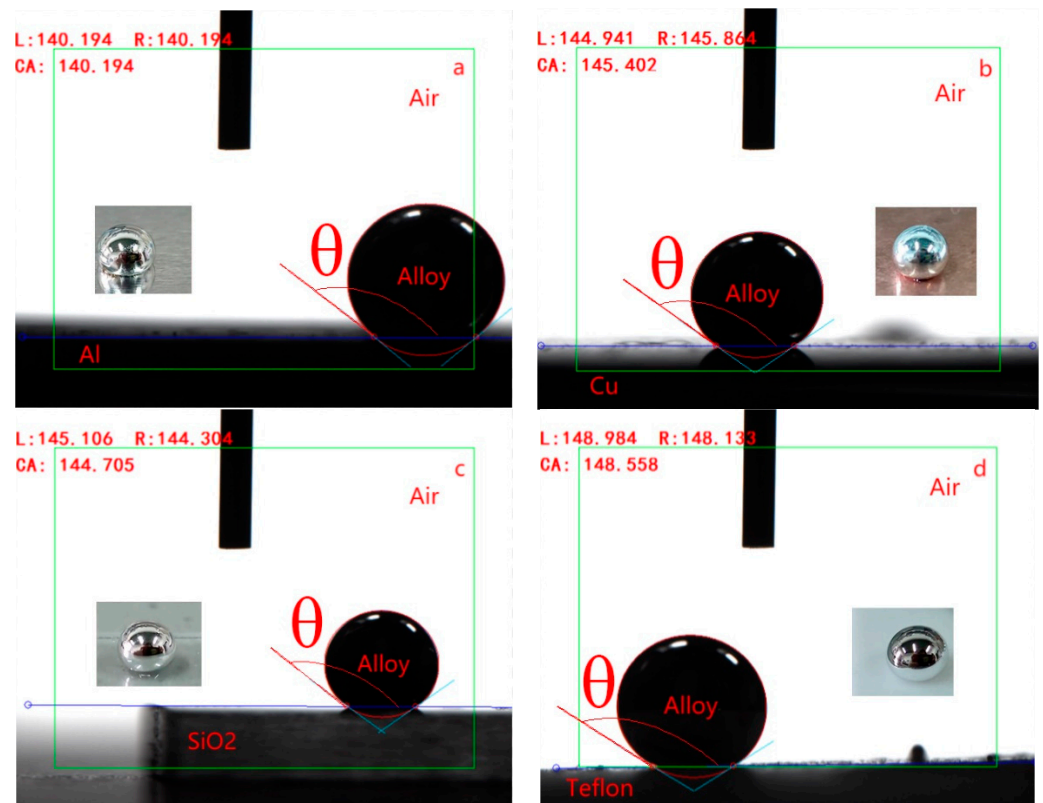 L:140.194 R:140.194
CA: 140.194
a
Air
θ
Alloy
Al
L:144.941 R:145.864
CA: 145.402
b
Air
θ
Alloy
Cu
L:145.106 R:144.304
CA: 144.705
c
Air
θ
Alloy
SiO2
L:148.984 R:148.133
CA: 148.558
d
Air
θ
Alloy
Teflon